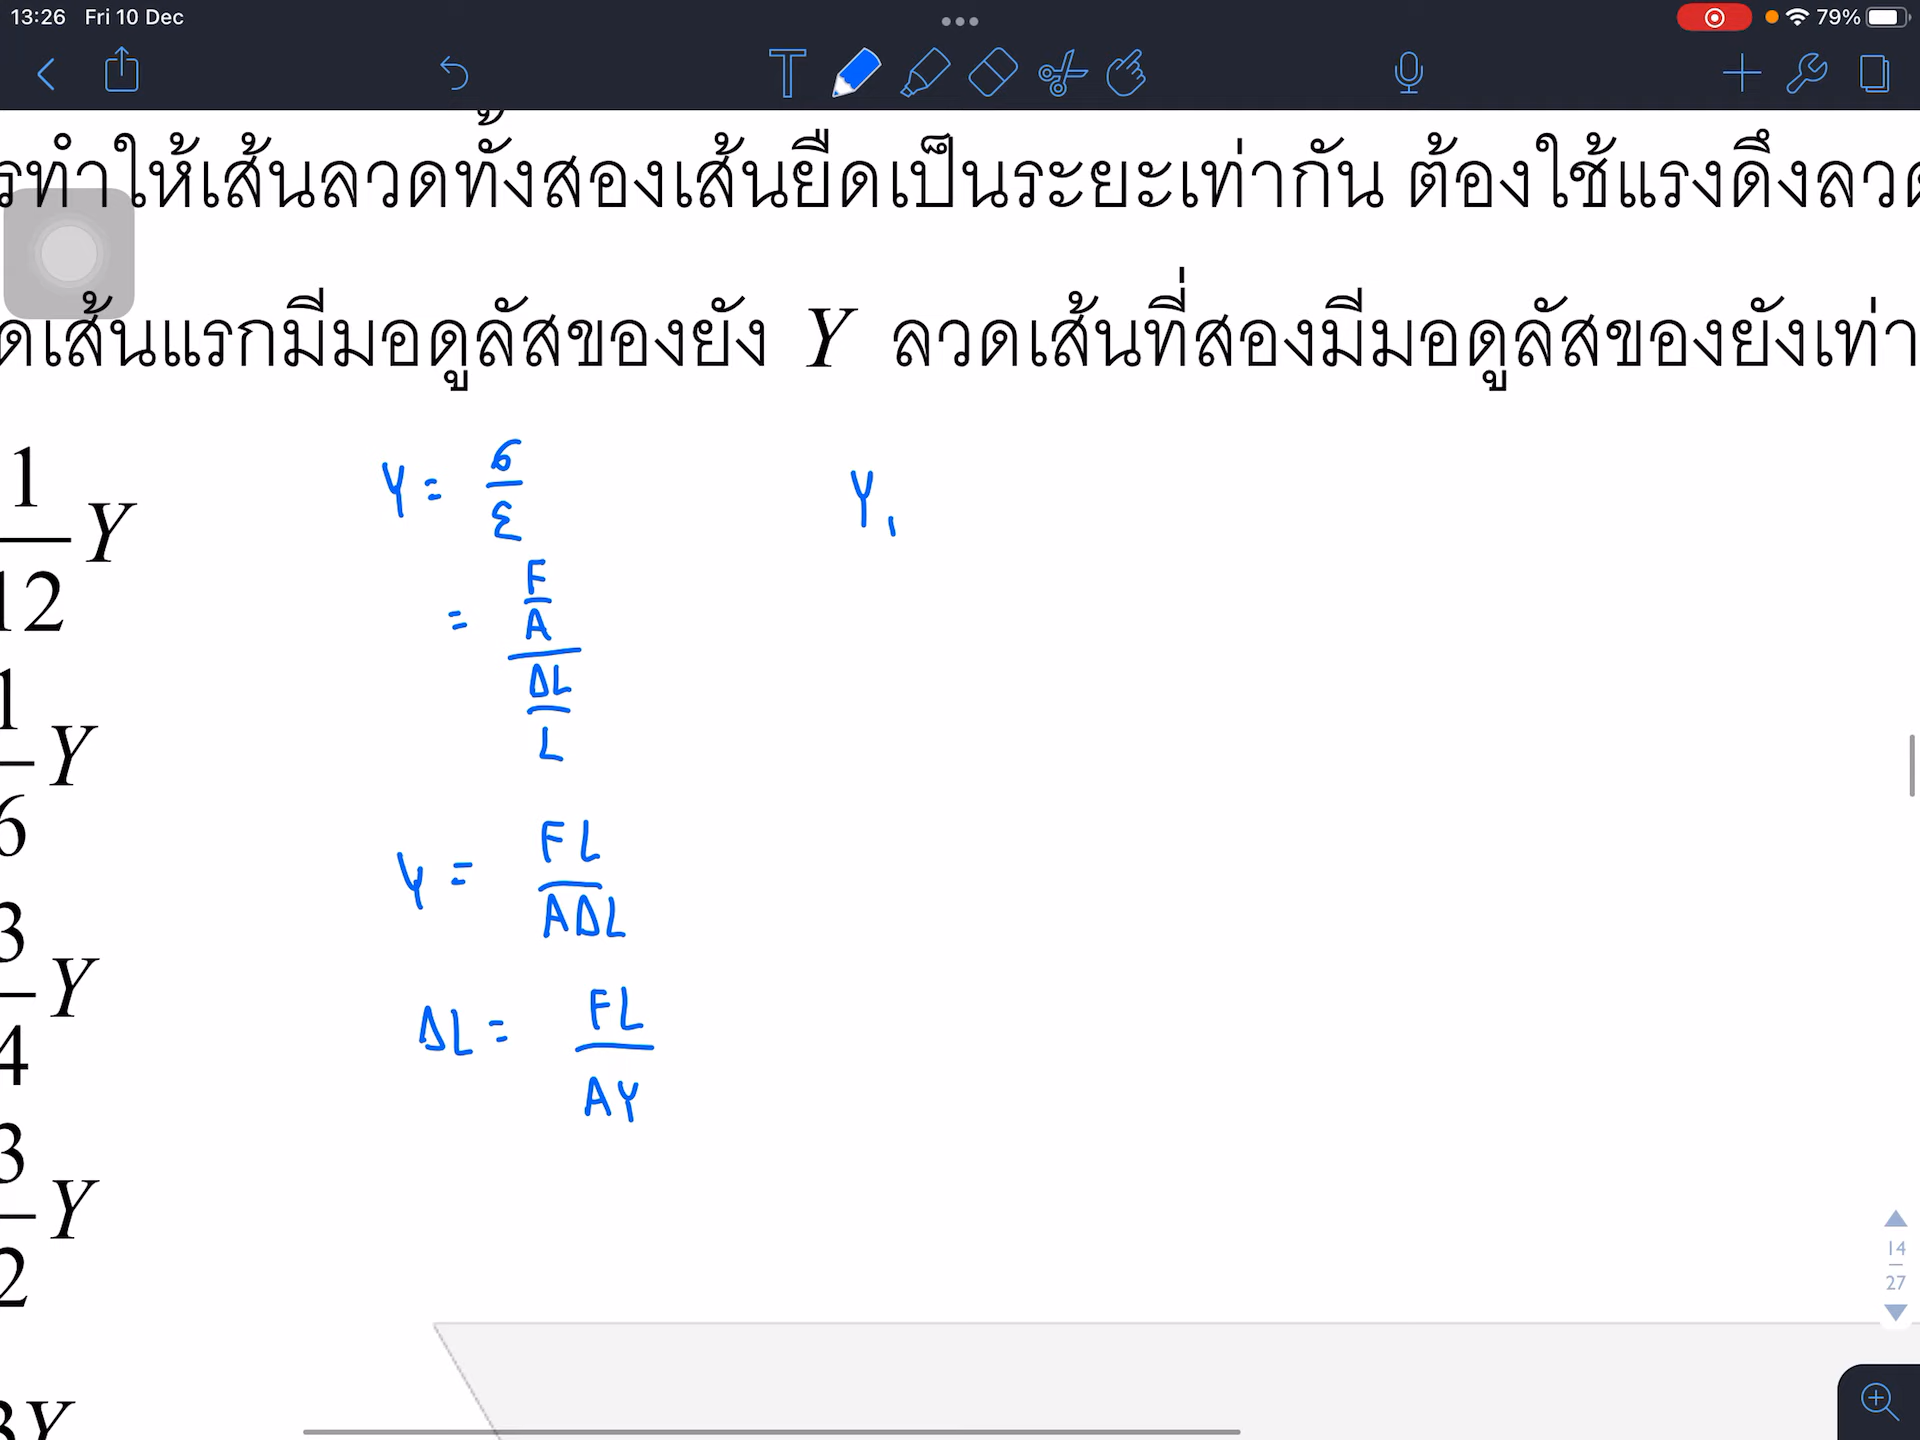 13:26 Fri 10 Dec
79%
รทำให้เส้นลวดทั้งสองเส้นยืดเป็นระยะเท่ากัน ต้องใช้แรงดึงลวด
ดเส้นแรกมีมอดูลัสของยัง Y ลวดเส้นที่สองมีมอดูลัสของยังเท่า
1/12 Y
1/6 Y
3/4 Y
3/2 Y
3Y
Y = σ/ε
= (F/A)/(ΔL/L)
Y = FL/AΔL
ΔL = FL/AY
Y₁
14
27